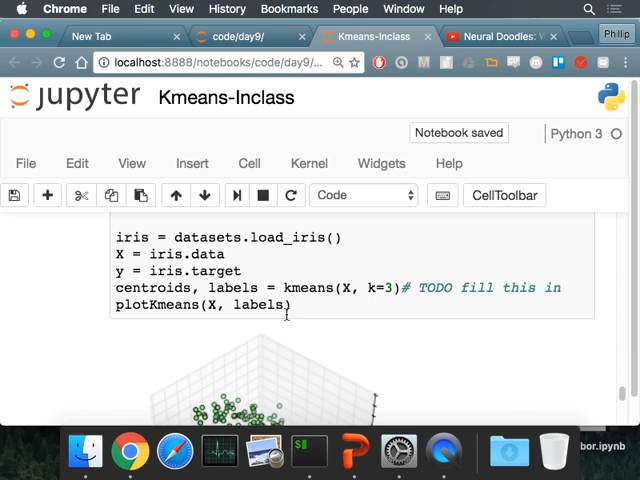 Chrome File Edit View History Bookmarks People Window Help
New Tab code/day9/ Kmeans-Inclass Neural Doodles: W Phillip
localhost:8888/notebooks/code/day9/...
jupyter Kmeans-Inclass
Notebook saved Python 3
File Edit View Insert Cell Kernel Widgets Help
Code CellToolbar
iris = datasets.load_iris()
X = iris.data
y = iris.target
centroids, labels = kmeans(X, k=3)# TODO fill this in
plotKmeans(X, labels)
bor.ipynb